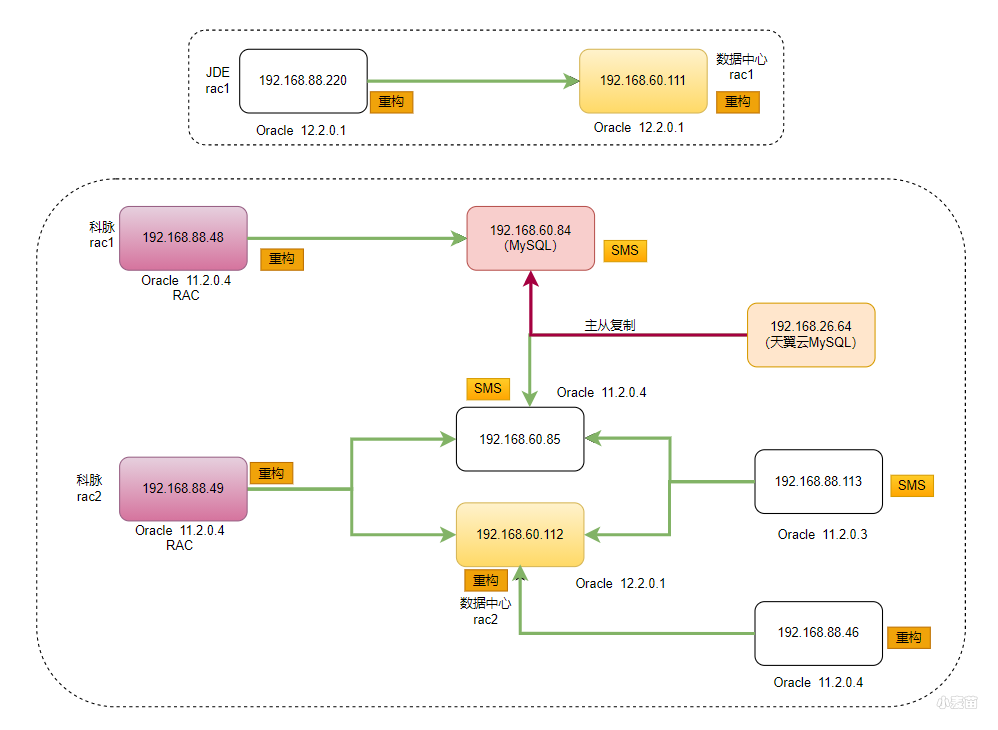 JDE
rac1
192.168.88.220
重构
Oracle 12.2.0.1
192.168.60.111
数据中心
rac1
重构
Oracle 12.2.0.1
科脉
rac1
192.168.88.48
重构
Oracle 11.2.0.4
RAC
192.168.60.84
(MySQL)
SMS
主从复制
192.168.26.64
(天翼云MySQL)
SMS
Oracle 11.2.0.4
192.168.60.85
科脉
rac2
192.168.88.49
重构
Oracle 11.2.0.4
RAC
192.168.60.112
重构
数据中心
rac2
Oracle 12.2.0.1
192.168.88.113
SMS
Oracle 11.2.0.3
192.168.88.46
重构
Oracle 11.2.0.4
小麦苗